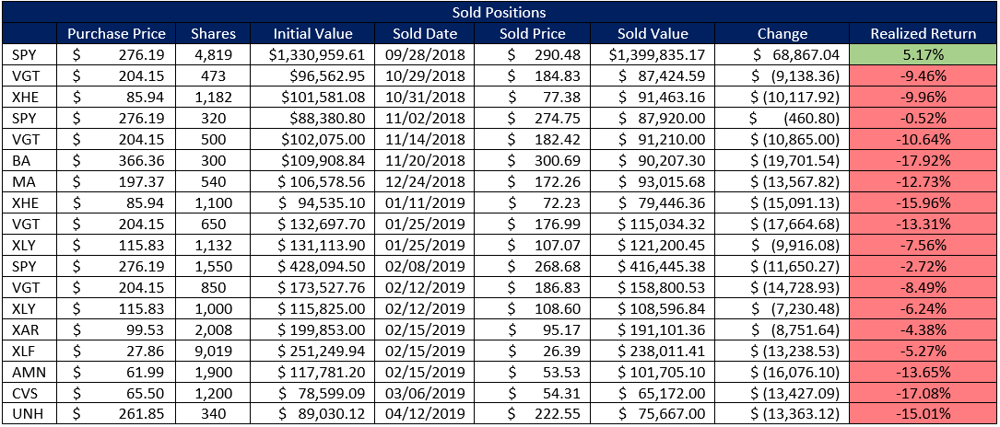 Sold Positions
Purchase Price Shares Initial Value Sold Date Sold Price Sold Value Change Realized Return
SPY $ 276.19 4,819 $1,330,959.61 09/28/2018 $ 290.48 $1,399,835.17 $ 68,867.04 5.17%
VGT $ 204.15 473 $96,562.95 10/29/2018 $ 184.83 $ 87,424.59 $ (9,138.36) -9.46%
XHE $ 85.94 1,182 $101,581.08 10/31/2018 $ 77.38 $ 91,463.16 $ (10,117.92) -9.96%
SPY $ 276.19 320 $88,380.80 11/02/2018 $ 274.75 $ 87,920.00 $ (460.80) -0.52%
VGT $ 204.15 500 $102,075.00 11/14/2018 $ 182.42 $ 91,210.00 $ (10,865.00) -10.64%
BA $ 366.36 300 $109,908.84 11/20/2018 $ 300.69 $ 90,207.30 $ (19,701.54) -17.92%
MA $ 197.37 540 $ 106,578.56 12/24/2018 $ 172.26 $ 93,015.68 $ (13,567.82) -12.73%
XHE $ 85.94 1,100 $ 94,535.10 01/11/2019 $ 72.23 $ 79,446.36 $ (15,091.13) -15.96%
VGT $ 204.15 650 $ 132,697.70 01/25/2019 $ 176.99 $ 115,034.32 $ (17,664.68) -13.31%
XLY $ 115.83 1,132 $ 131,113.90 01/25/2019 $ 107.07 $ 121,200.45 $ (9,916.08) -7.56%
SPY $ 276.19 1,550 $ 428,094.50 02/08/2019 $ 268.68 $ 416,445.38 $ (11,650.27) -2.72%
VGT $ 204.15 850 $ 173,527.76 02/12/2019 $ 186.83 $ 158,800.53 $ (14,728.93) -8.49%
XLY $ 115.83 1,000 $ 115,825.00 02/12/2019 $ 108.60 $ 108,596.84 $ (7,230.48) -6.24%
XAR $ 99.53 2,008 $ 199,853.00 02/15/2019 $ 95.17 $ 191,101.36 $ (8,751.64) -4.38%
XLF $ 27.86 9,019 $ 251,249.94 02/15/2019 $ 26.39 $ 238,011.41 $ (13,238.53) -5.27%
AMN $ 61.99 1,900 $ 117,781.20 02/15/2019 $ 53.53 $ 101,705.10 $ (16,076.10) -13.65%
CVS $ 65.50 1,200 $ 78,599.09 03/06/2019 $ 54.31 $ 65,172.00 $ (13,427.09) -17.08%
UNH $ 261.85 340 $ 89,030.12 04/12/2019 $ 222.55 $ 75,667.00 $ (13,363.12) -15.01%